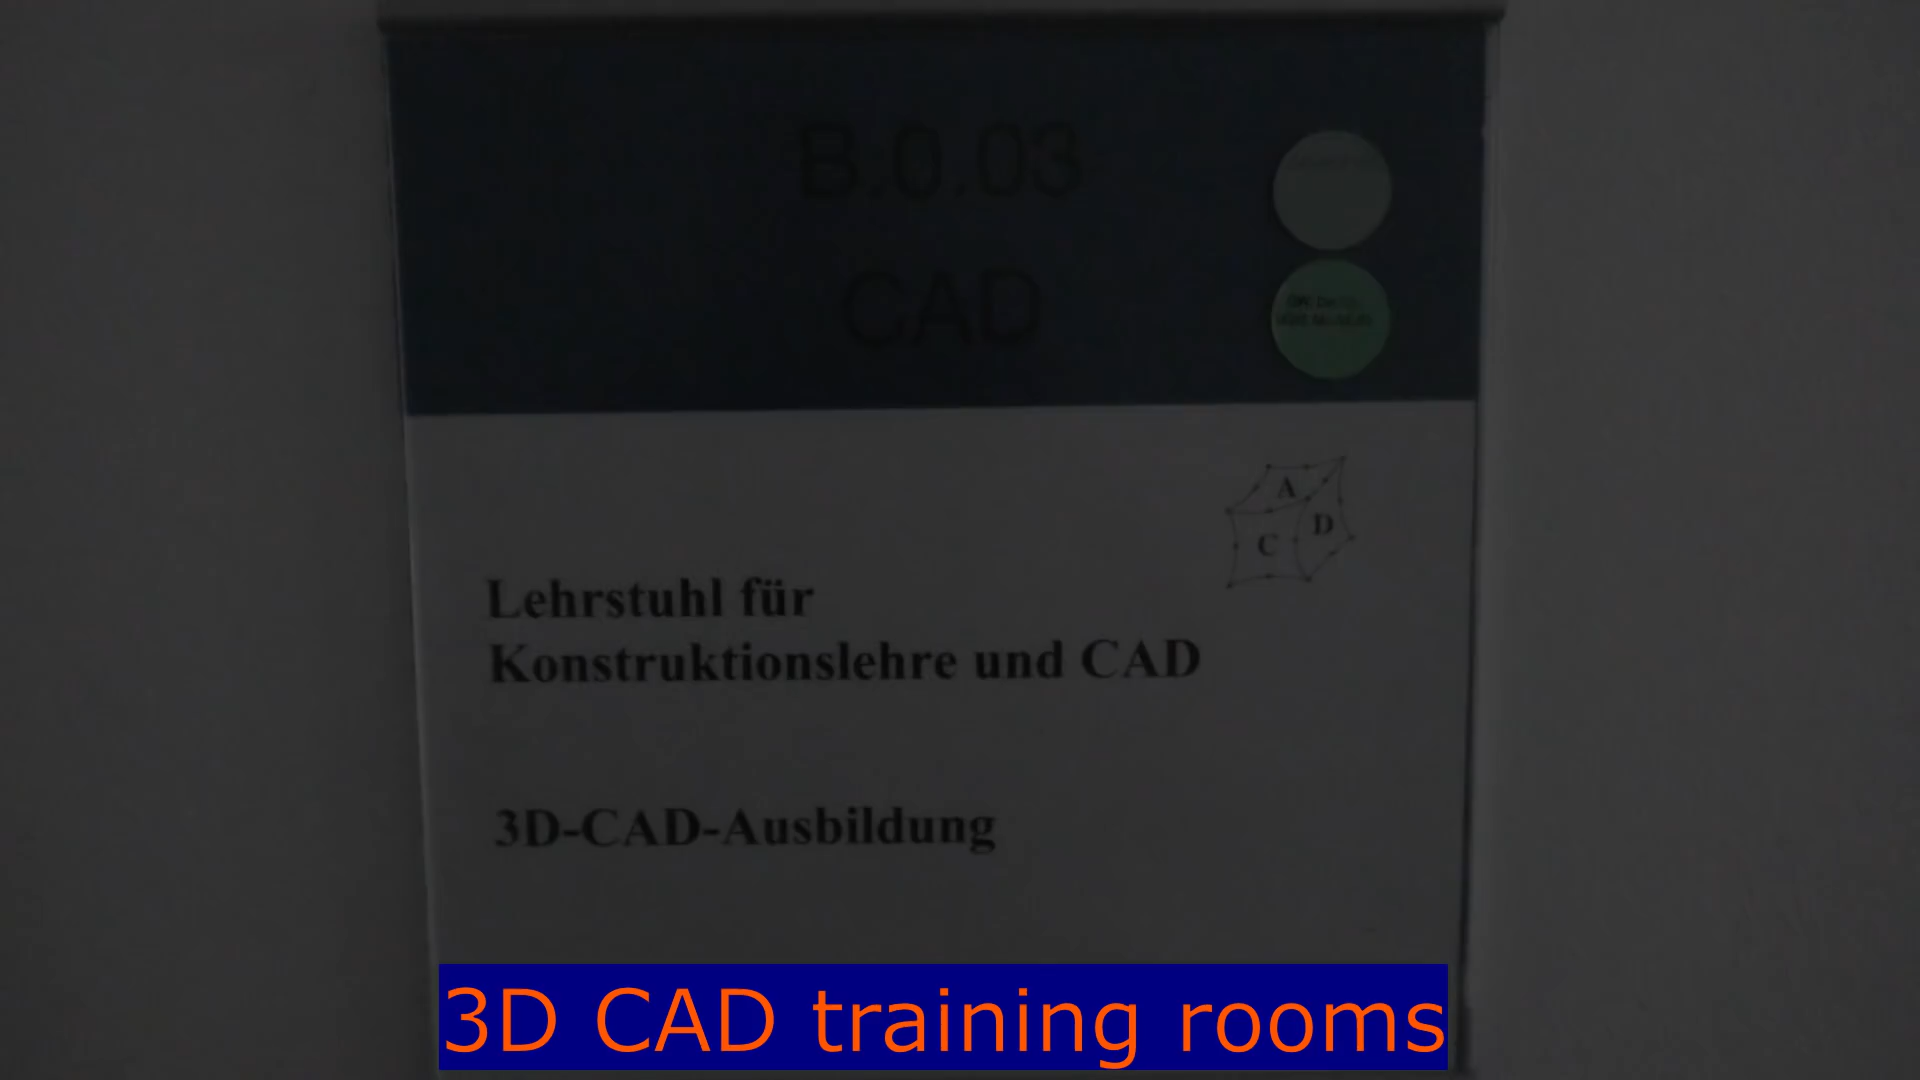 B.0.03
CAD
A
D
C
Lehrstuhl für
Konstruktionslehre und CAD
3D-CAD-Ausbildung
3D CAD training rooms